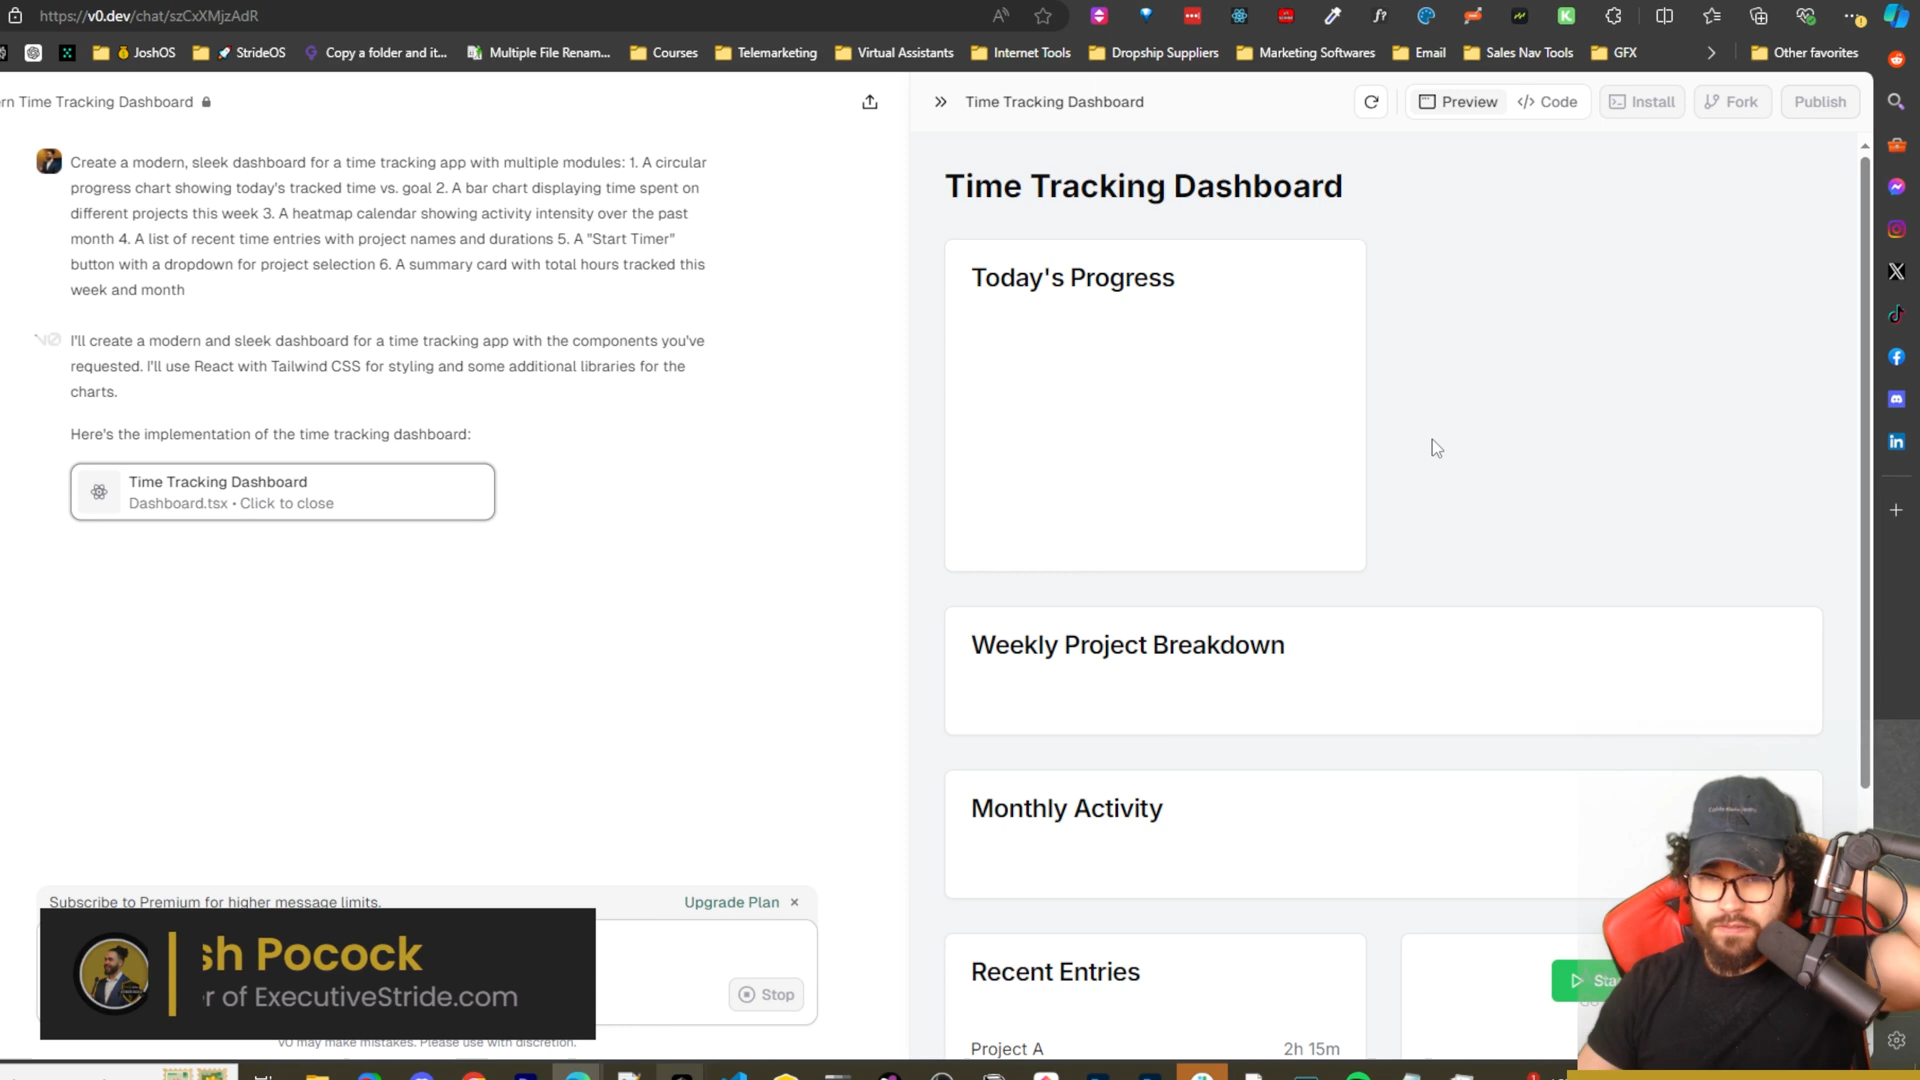 https://v0.dev/chat/szCxXMjzAdR
JoshOS
StrideOS
Copy a folder and it...
Multiple File Renam...
Courses
Telemarketing
Virtual Assistants
Internet Tools
Dropship Suppliers
Marketing Softwares
Email
Sales Nav Tools
GFX
Other favorites
rn Time Tracking Dashboard
Time Tracking Dashboard
Preview
Code
Install
Fork
Publish
Create a modern, sleek dashboard for a time tracking app with multiple modules: 1. A circular
progress chart showing today's tracked time vs. goal 2. A bar chart displaying time spent on
different projects this week 3. A heatmap calendar showing activity intensity over the past
month 4. A list of recent time entries with project names and durations 5. A "Start Timer"
button with a dropdown for project selection 6. A summary card with total hours tracked this
week and month
I'll create a modern and sleek dashboard for a time tracking app with the components you've
requested. I'll use React with Tailwind CSS for styling and some additional libraries for the
charts.
Here's the implementation of the time tracking dashboard:
Time Tracking Dashboard
Dashboard.tsx • Click to close
Subscribe to Premium for higher message limits.
Upgrade Plan
sh Pocock
r of ExecutiveStride.com
Stop
v0 may make mistakes. Please use with discretion.
Time Tracking Dashboard
Today's Progress
Weekly Project Breakdown
Monthly Activity
Recent Entries
Project A
2h 15m
Sta